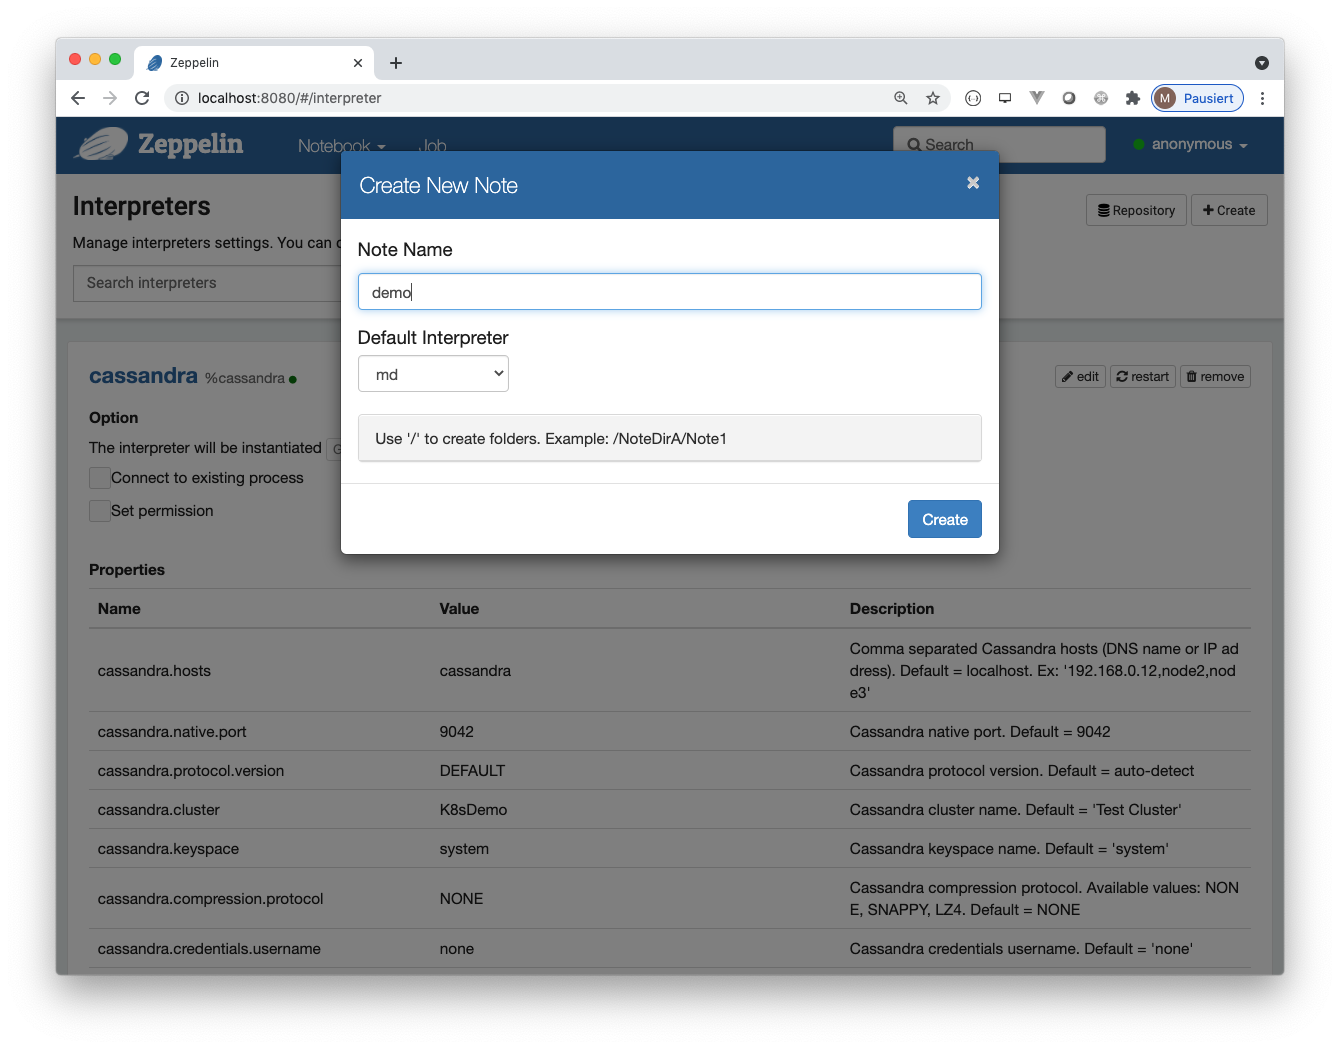 Zeppelin
localhost:8080/#/interpreter
M Pausiert
Zeppelin Notebook Job Search anonymous
Create New Note
Interpreters
Repository Create
Manage interpreters settings. You can
Search interpreters
Note Name
demo
Default Interpreter
md
Use '/' to create folders. Example: /NoteDirA/Note1
Create
cassandra %cassandra
edit restart remove
Option
The interpreter will be instantiated
Connect to existing process
Set permission
Properties
Name Value Description
cassandra.hosts cassandra Comma separated Cassandra hosts (DNS name or IP ad
dress). Default = localhost. Ex: '192.168.0.12,node2,nod
e3'
cassandra.native.port 9042 Cassandra native port. Default = 9042
cassandra.protocol.version DEFAULT Cassandra protocol version. Default = auto-detect
cassandra.cluster K8sDemo Cassandra cluster name. Default = 'Test Cluster'
cassandra.keyspace system Cassandra keyspace name. Default = 'system'
cassandra.compression.protocol NONE Cassandra compression protocol. Available values: NON
E, SNAPPY, LZ4. Default = NONE
cassandra.credentials.username none Cassandra credentials username. Default = 'none'